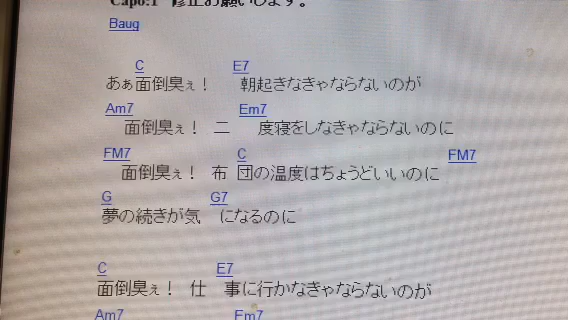 Capo:1 修正お願いします。
Baug
C E7
あぁ面倒臭ぇ! 朝起きなきゃならないのが
Am7 Em7
面倒臭ぇ! 二 度寝をしなきゃならないのに
FM7 C FM7
面倒臭ぇ! 布 団の温度はちょうどいいのに
G G7
夢の続きが気 になるのに
C E7
面倒臭ぇ! 仕 事に行かなきゃならないのが
Am7 Em7